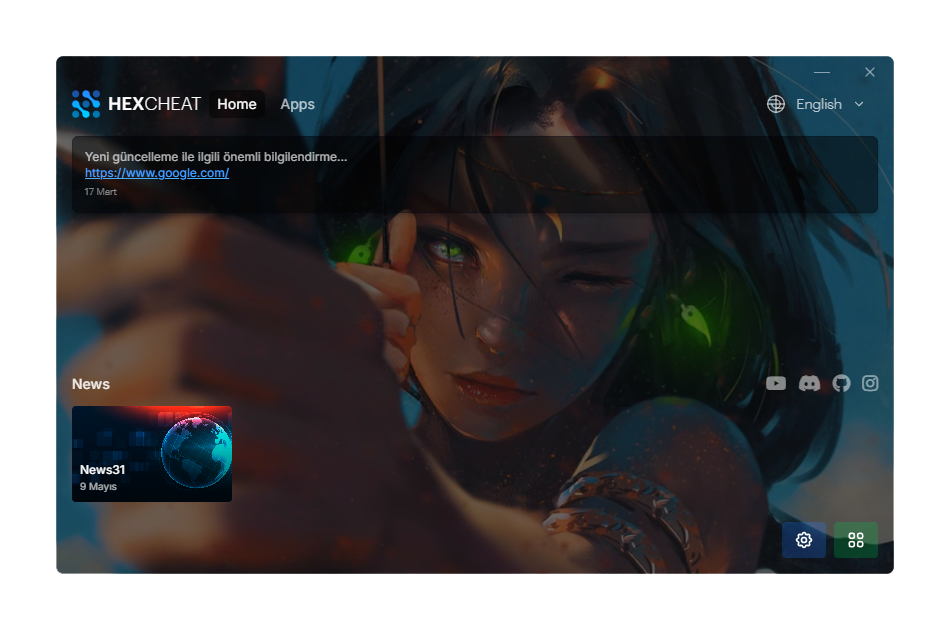 HEXCHEAT Home Apps English
Yeni güncelleme ile ilgili önemli bilgilendirme...
https://www.google.com/
17 Mart
News
News31
9 Mayıs